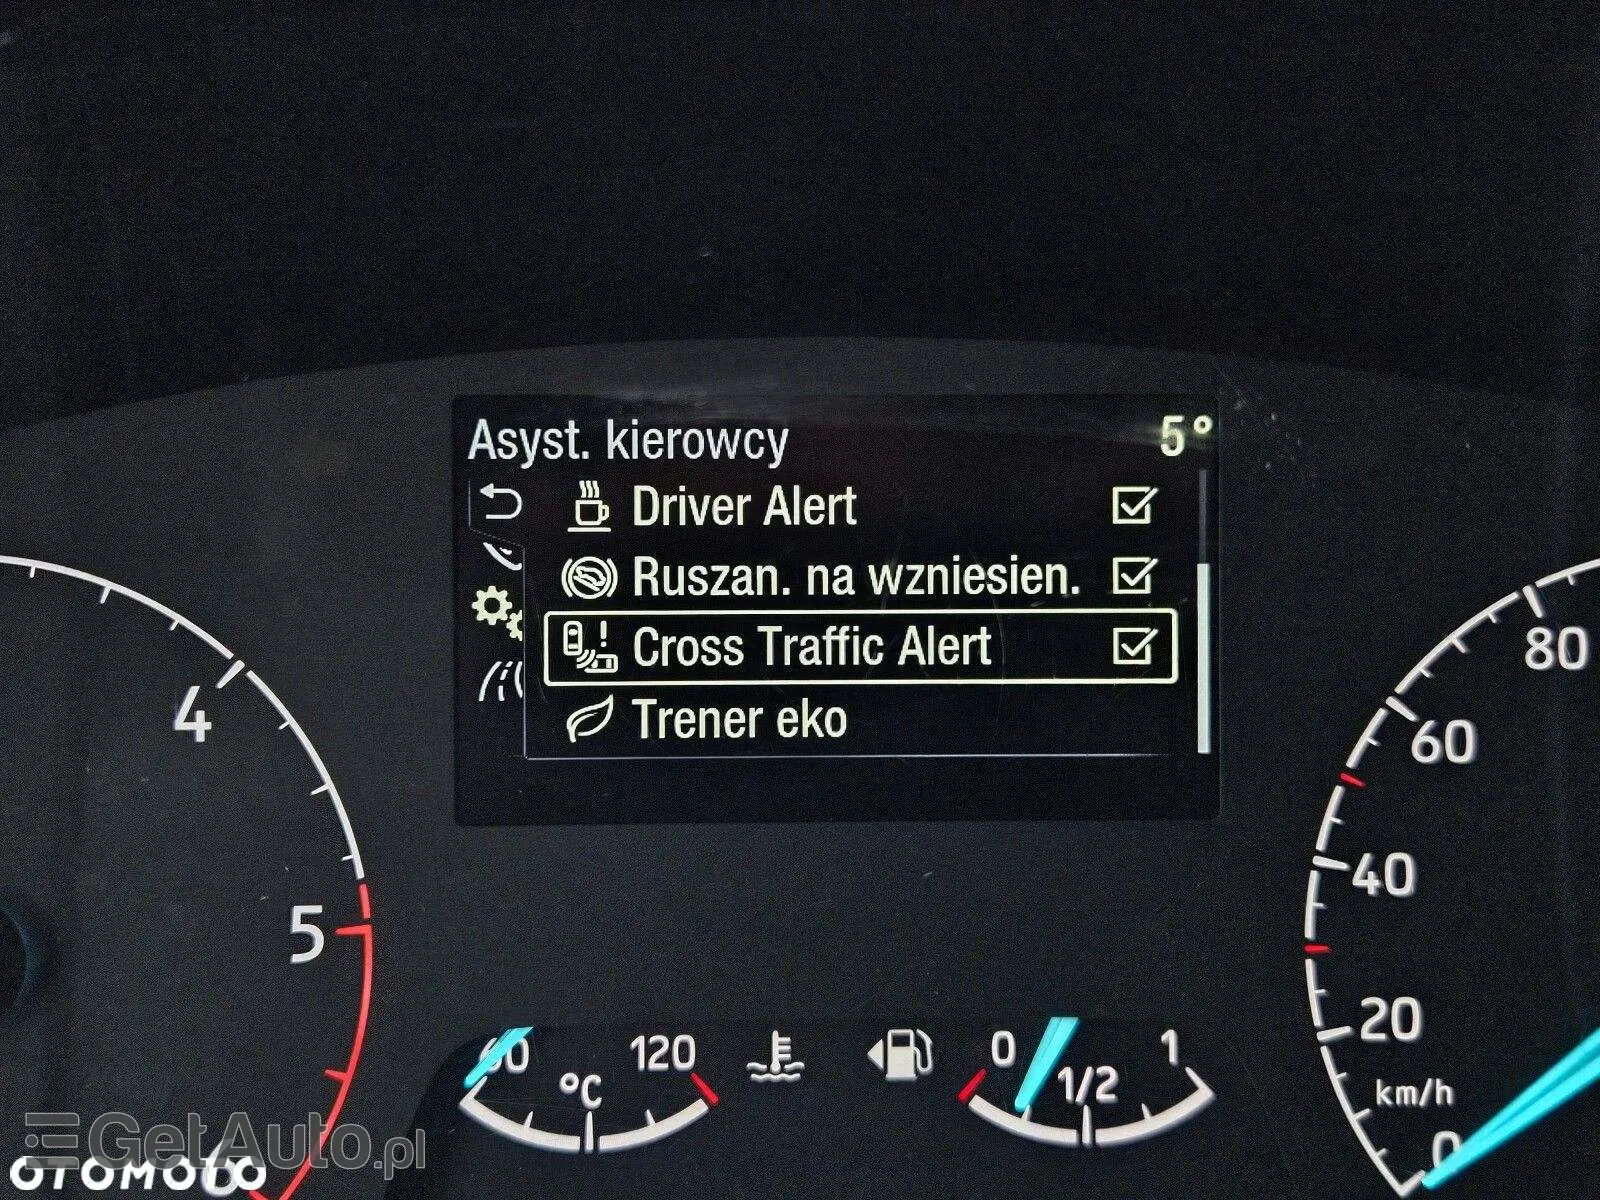 Asyst. kierowcy 5°
Driver Alert
Ruszan. na wzniesien.
Cross Traffic Alert
Trener eko
4
5
6
80
60
40
20
km/h
0
60 °C 120
0 1/2 1
GetAuto.pl
OTOMOTO